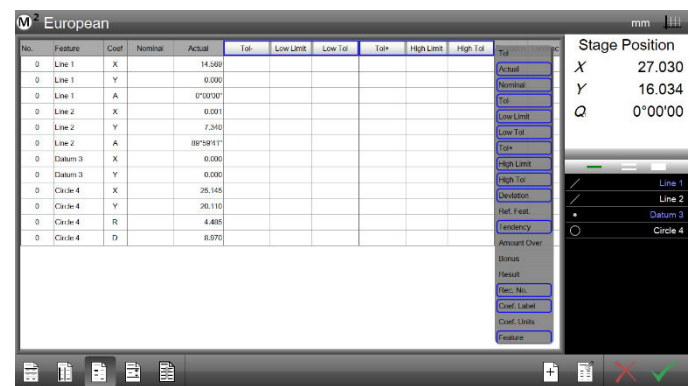 M² European
mm
No. Feature Coef Nominal Actual Tol- Low Limit Low Tol Tol+ High Limit High Tol
0 Line 1 X 14.569
0 Line 1 Y 0.000
0 Line 1 A 0°00'00"
0 Line 2 X 0.001
0 Line 2 Y 7.340
0 Line 2 A 89°59'41"
0 Datum 3 X 0.000
0 Datum 3 Y 0.000
0 Circle 4 X 25.145
0 Circle 4 Y 20.110
0 Circle 4 R 4.485
0 Circle 4 D 8.970
Tol
Actual
Nominal
Tol-
Low Limit
Low Tol
Tol+
High Limit
High Tol
Deviation
Ref. Feat.
Tendency
Amount Over
Bonus
Result
Rec. No.
Coef. Label
Coef. Units
Feature
Stage Position
X 27.030
Y 16.034
Q 0°00'00
Line 1
Line 2
Datum 3
Circle 4